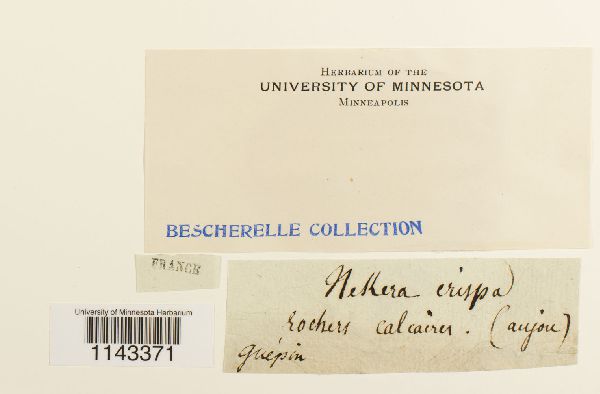 HERBARIUM OF THE
UNIVERSITY OF MINNESOTA
MINNEAPOLIS
BESCHERELLE COLLECTION
FRANCE
Nekera crispa
rochers calcaires. (anjou)
guépin
University of Minnesota Herbarium
1143371